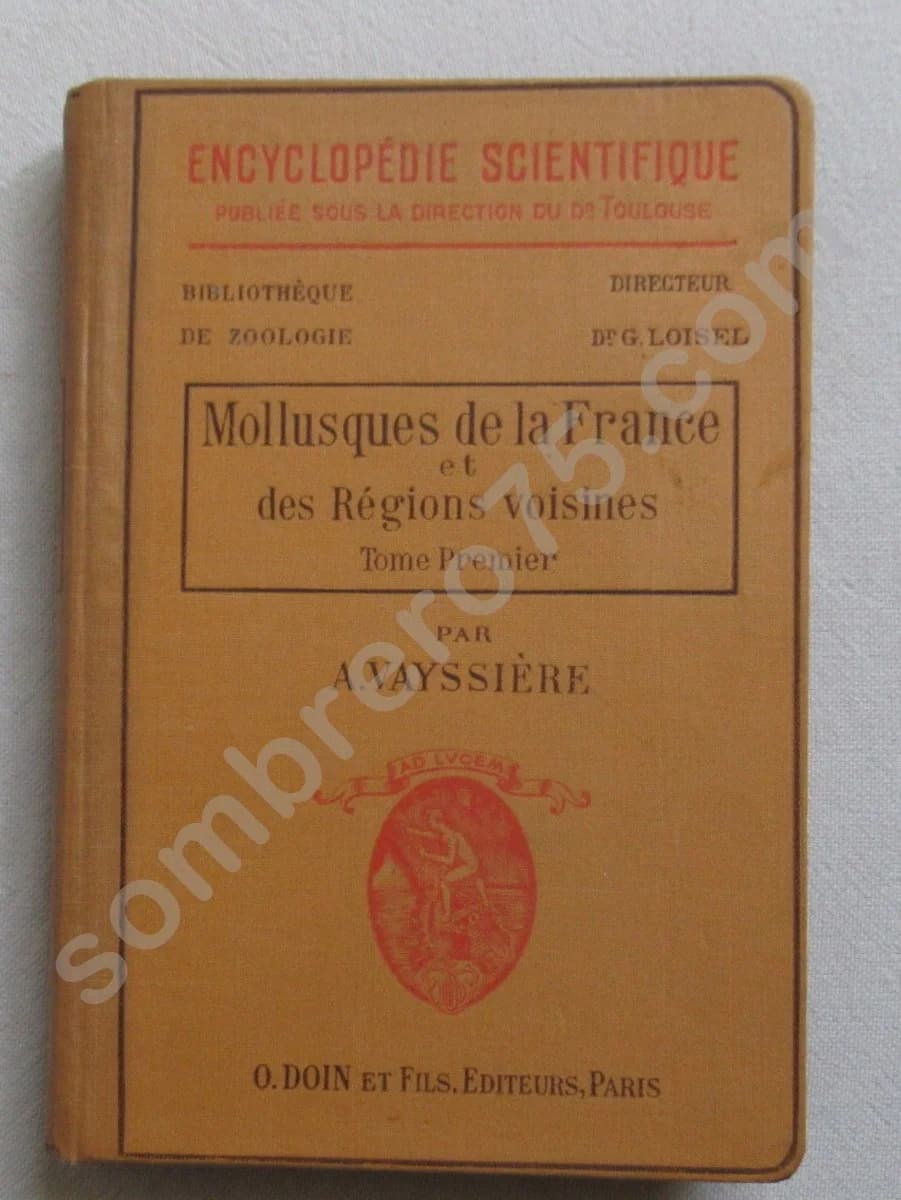 ENCYCLOPÉDIE SCIENTIFIQUE
PUBLIÉE SOUS LA DIRECTION DU DR TOULOUSE
BIBLIOTHÈQUE
DE ZOOLOGIE
DIRECTEUR
DR G. LOISEL
Mollusques de la France
et
des Régions voisines
Tome Premier
PAR
A. VAYSSIÈRE
AD LVCEM
O. DOIN ET FILS. EDITEURS, PARIS
sombrero75.com